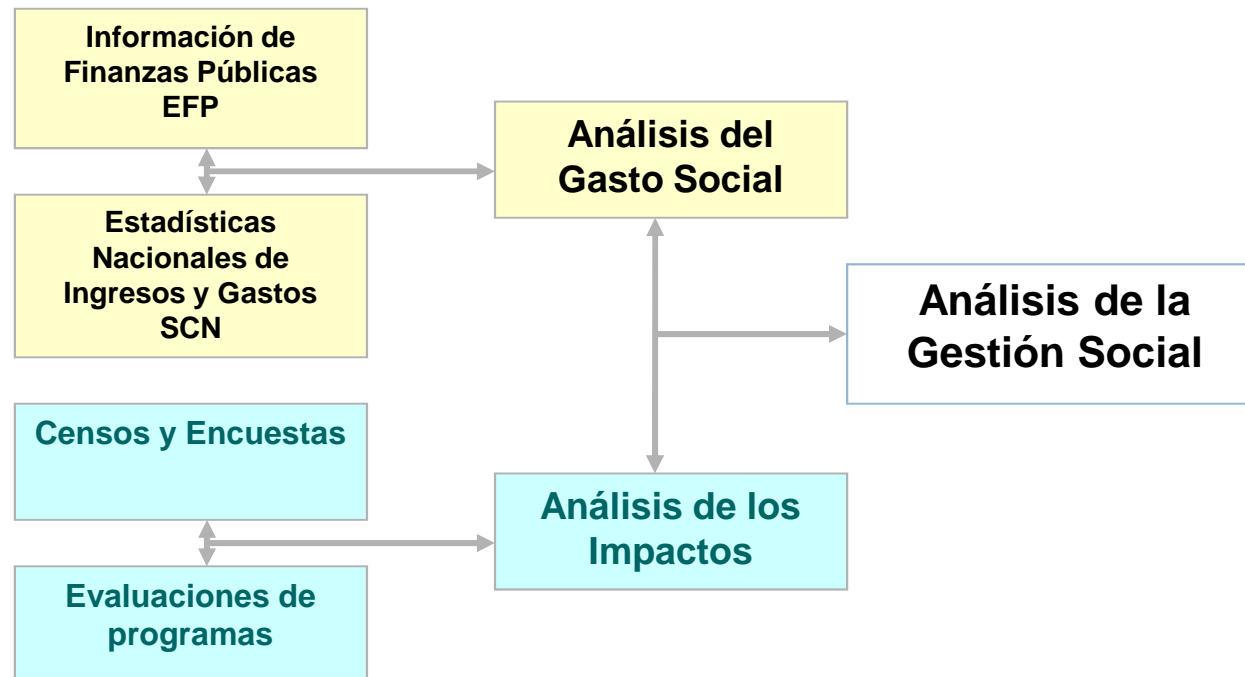 Información de
Finanzas Públicas
EFP
Estadísticas
Nacionales de
Ingresos y Gastos
SCN
Censos y Encuestas
Evaluaciones de
programas
Análisis del
Gasto Social
Análisis de los
Impactos
Análisis de la
Gestión Social